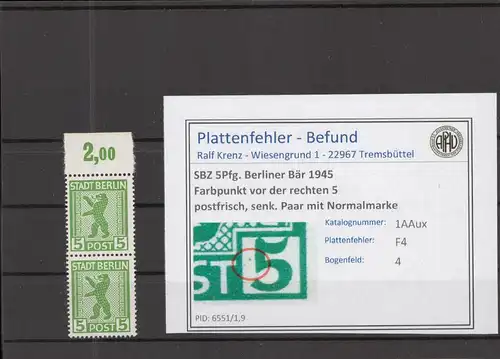 2,00
STADT BERLIN
5 POST 5
STADT BERLIN
5 POST 5
Plattenfehler - Befund
Ralf Krenz - Wiesengrund 1 - 22967 Tremsbüttel
SBZ 5Pfg. Berliner Bär 1945
Farbpunkt vor der rechten 5
postfrisch, senk. Paar mit Normalmarke
Katalognummer: 1AAux
Plattenfehler: F4
Bogenfeld: 4
ST 5
PID: 6551/1,9